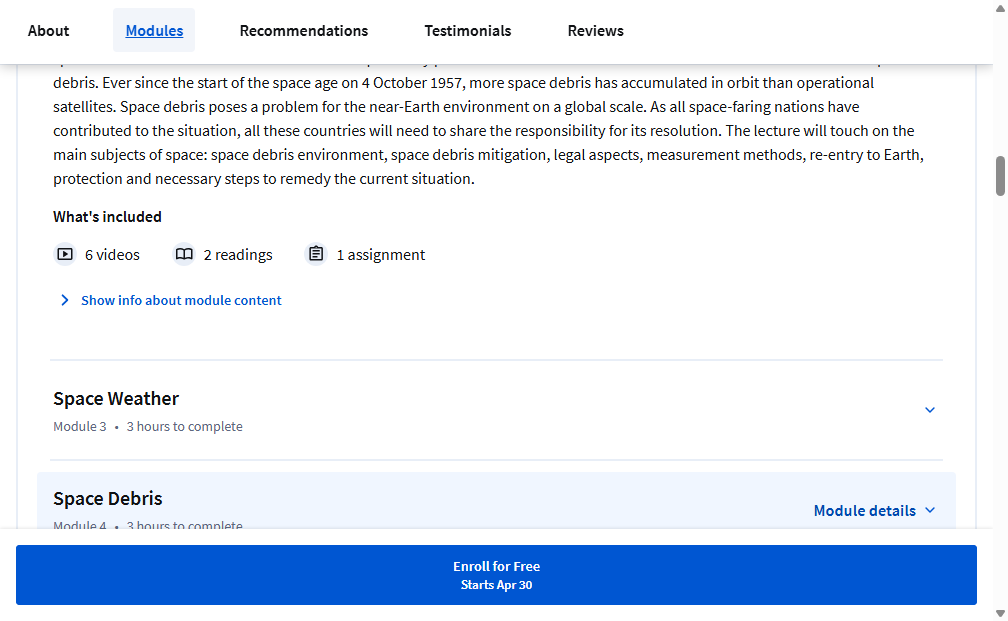 About
Modules
Recommendations
Testimonials
Reviews
debris. Ever since the start of the space age on 4 October 1957, more space debris has accumulated in orbit than operational
satellites. Space debris poses a problem for the near-Earth environment on a global scale. As all space-faring nations have
contributed to the situation, all these countries will need to share the responsibility for its resolution. The lecture will touch on the
main subjects of space: space debris environment, space debris mitigation, legal aspects, measurement methods, re-entry to Earth,
protection and necessary steps to remedy the current situation.
What's included
6 videos
2 readings
1 assignment
Show info about module content
Space Weather
Module 3 • 3 hours to complete
Space Debris
Module details
Module 4 • 3 hours to complete
Enroll for Free
Starts Apr 30